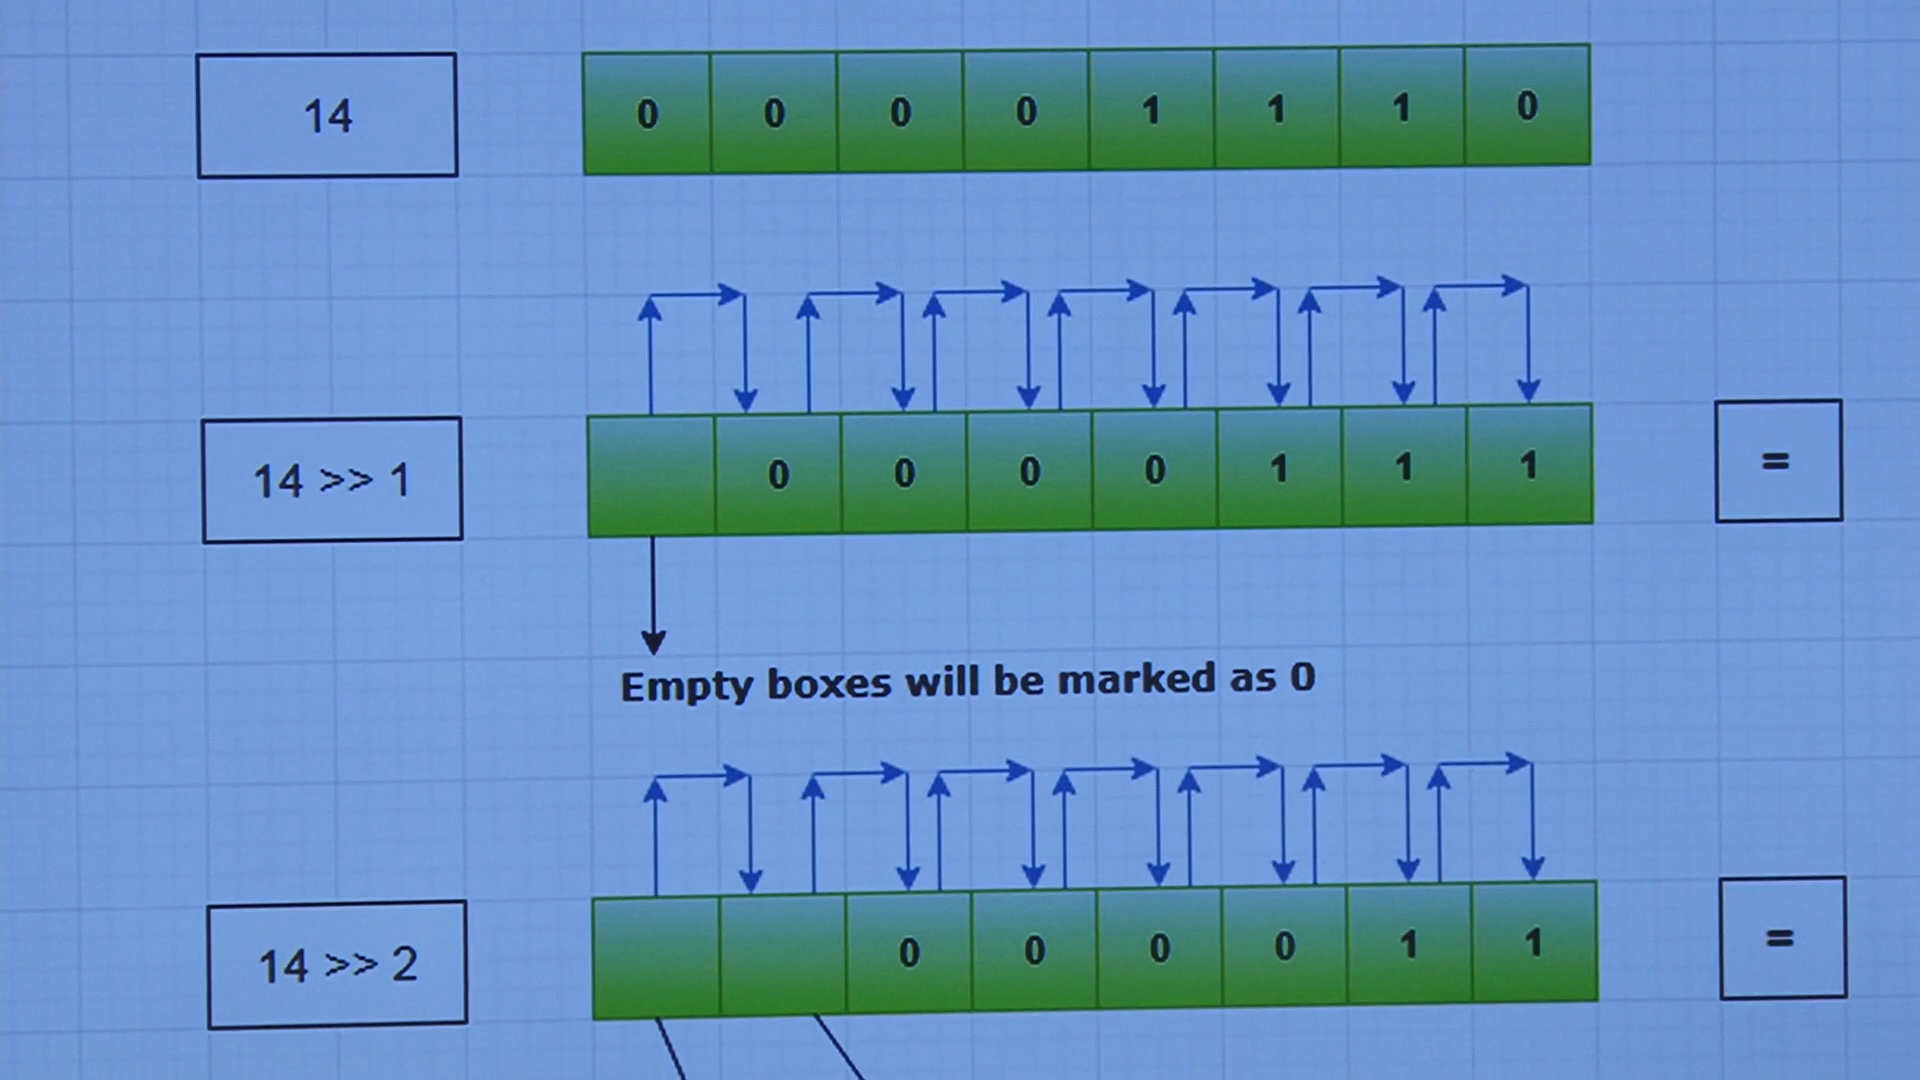 14 0 0 0 0 1 1 1 0
14 >> 1 0 0 0 0 1 1 1 =
Empty boxes will be marked as 0
14 >> 2 0 0 0 0 1 1 =